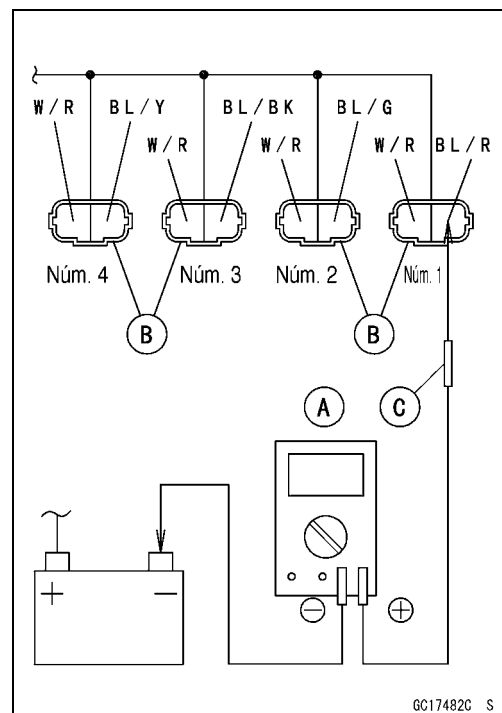 W/R BL/Y BL/BK BL/G
W/R W/R W/R BL/R
Núm. 4 Núm. 3 Núm. 2 Núm. 1
B B
A C
+ − − +
GC17482C S